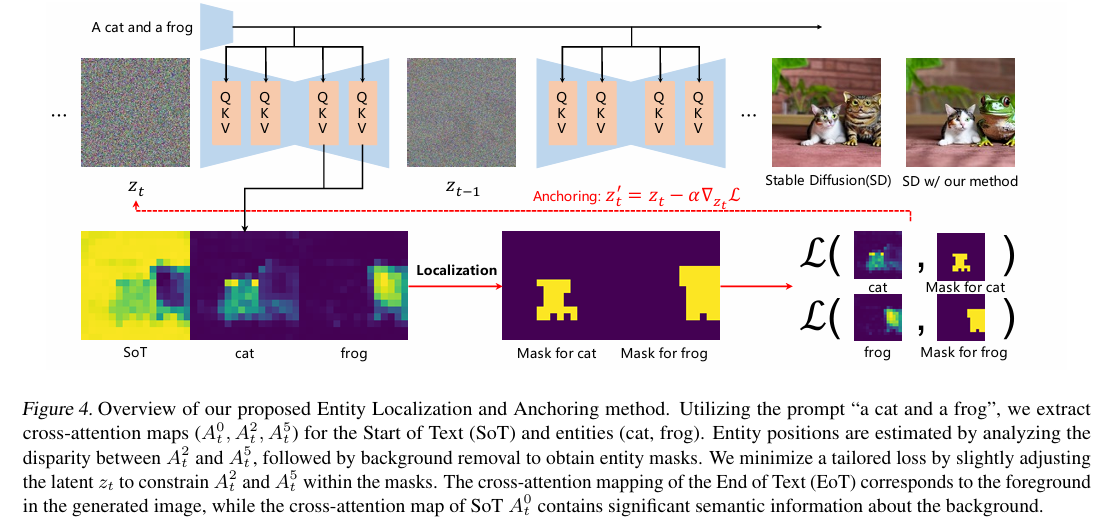 A cat and a frog
Q K V
Q K V
Q K V
Q K V
Q K V
Q K V
Q K V
Q K V
...
...
z_t
z_{t-1}
Stable Diffusion(SD)
SD w/ our method
Anchoring: z'_t = z_t − α∇_{z_t} ℒ
Localization
ℒ( , )
cat
Mask for cat
ℒ( , )
frog
Mask for frog
SoT
cat
frog
Mask for cat
Mask for frog
Figure 4. Overview of our proposed Entity Localization and Anchoring method. Utilizing the prompt “a cat and a frog”, we extract
cross-attention maps (A_t^0, A_t^2, A_t^5) for the Start of Text (SoT) and entities (cat, frog). Entity positions are estimated by analyzing the
disparity between A_t^2 and A_t^5, followed by background removal to obtain entity masks. We minimize a tailored loss by slightly adjusting
the latent z_t to constrain A_t^2 and A_t^5 within the masks. The cross-attention mapping of the End of Text (EoT) corresponds to the foreground
in the generated image, while the cross-attention map of SoT A_t^0 contains significant semantic information about the background.